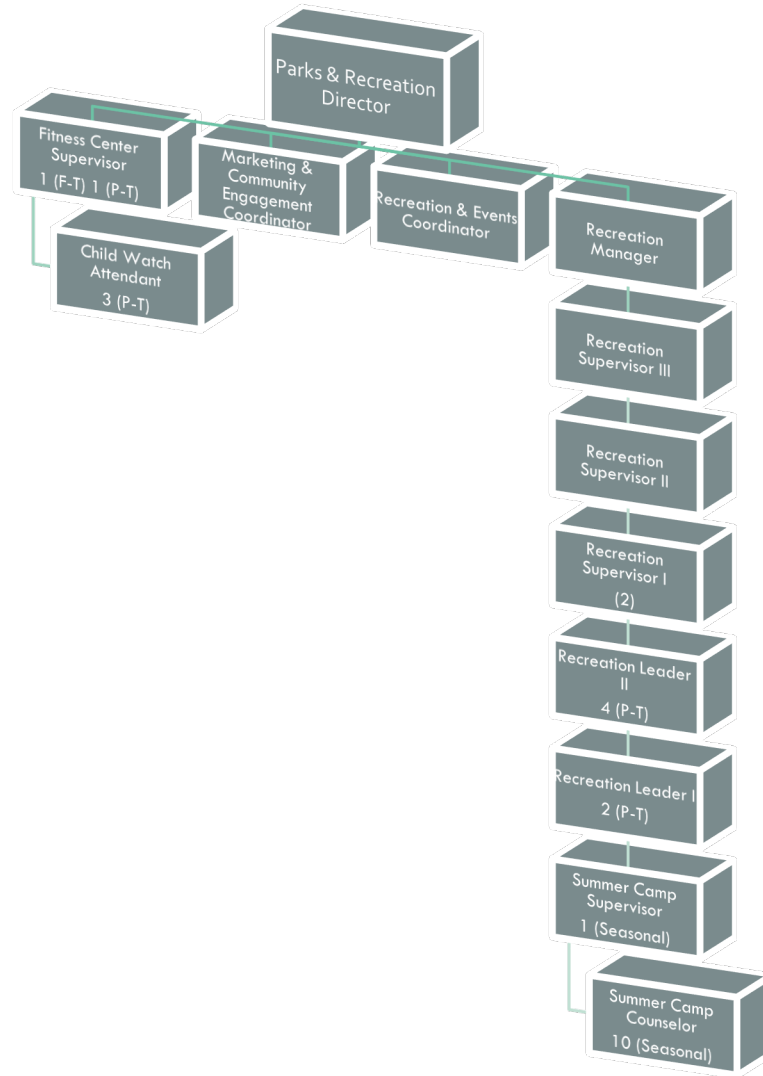 Parks & Recreation
Director
Fitness Center
Supervisor
1 (F-T) 1 (P-T)
Marketing &
Community
Engagement
Coordinator
Recreation & Events
Coordinator
Recreation
Manager
Child Watch
Attendant
3 (P-T)
Recreation
Supervisor III
Recreation
Supervisor II
Recreation
Supervisor I
(2)
Recreation Leader
II
4 (P-T)
Recreation Leader I
2 (P-T)
Summer Camp
Supervisor
1 (Seasonal)
Summer Camp
Counselor
10 (Seasonal)